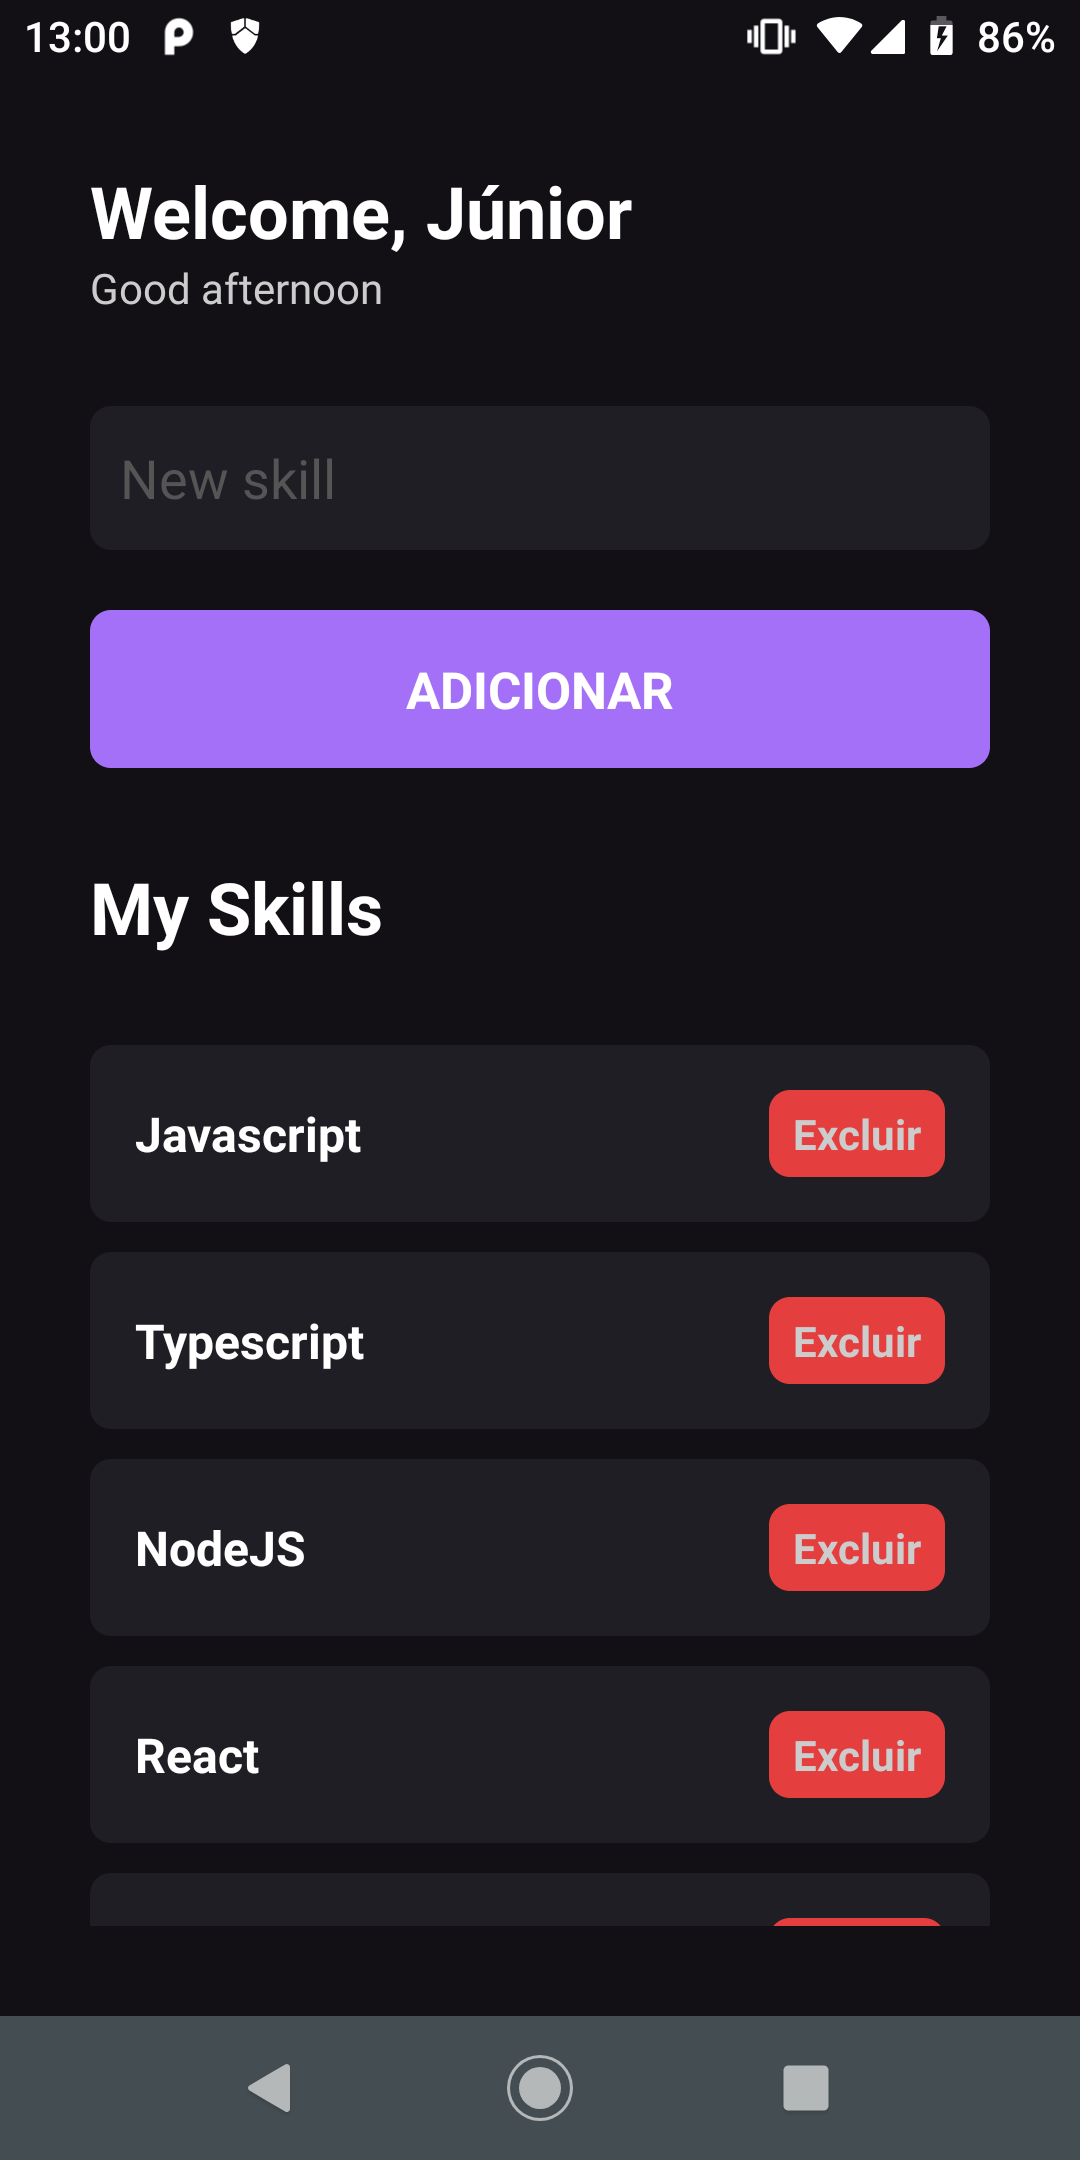 13:00 86%
Welcome, Júnior
Good afternoon
New skill
ADICIONAR
My Skills
Javascript Excluir
Typescript Excluir
NodeJS Excluir
React Excluir